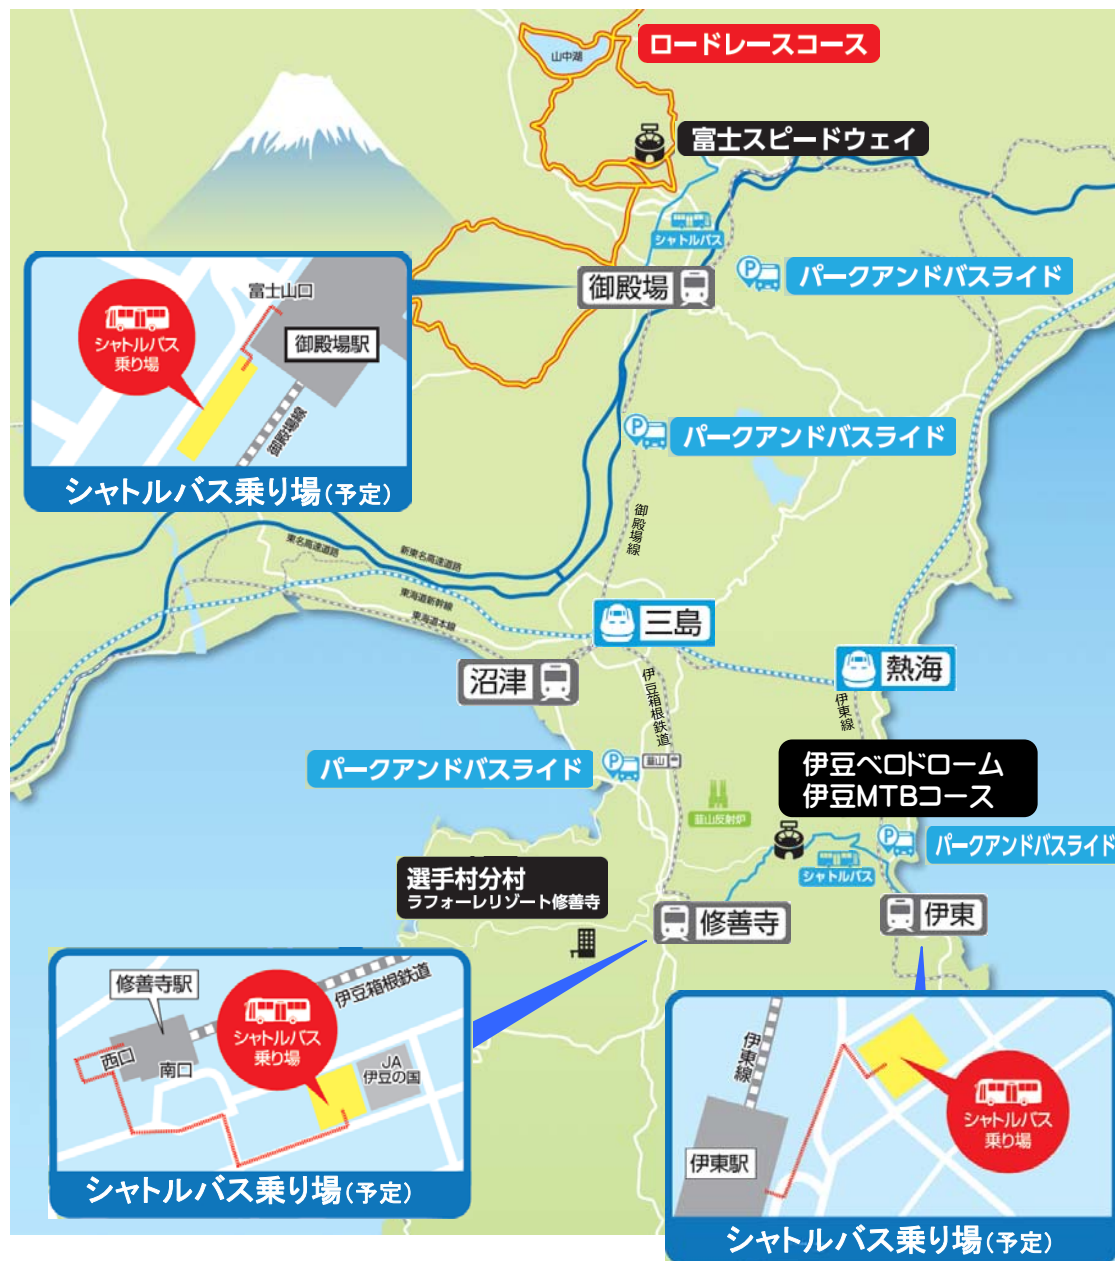 山中湖
ロードレースコース
富士スピードウェイ
シャトルバス
御殿場
P
パークアンドバスライド
シャトルバス
乗り場
富士山口
御殿場駅
御殿場線
シャトルバス乗り場(予定)
P
パークアンドバスライド
御殿場線
東名高速道路
新東名高速道路
東海道新幹線
東海道本線
三島
沼津
熱海
伊豆箱根鉄道
伊東線
パークアンドバスライド
P
韮山
伊豆ベロドローム
伊豆MTBコース
韮山反射炉
シャトルバス
P
パークアンドバスライド
選手村分村
ラフォーレリゾート修善寺
修善寺
伊東
修善寺駅
西口
南口
伊豆箱根鉄道
シャトルバス
乗り場
JA
伊豆の国
シャトルバス乗り場(予定)
伊東線
伊東駅
シャトルバス
乗り場
シャトルバス乗り場(予定)